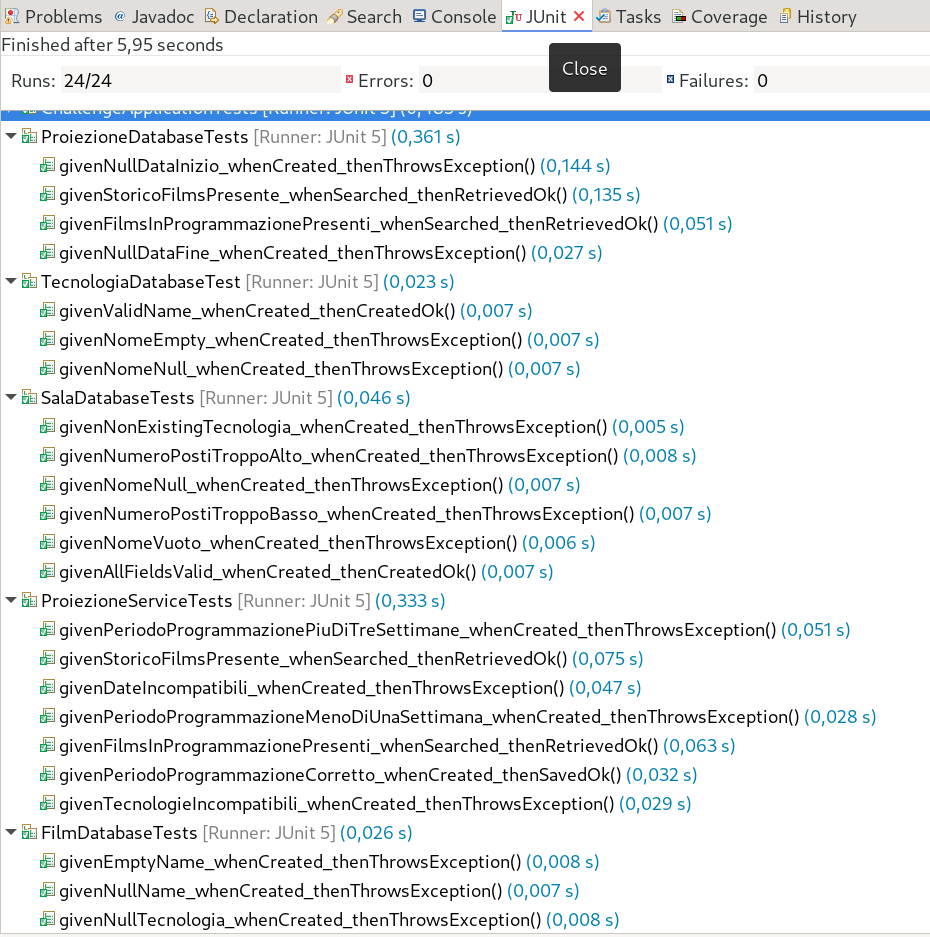 Problems Javadoc Declaration Search Console JUnit Tasks Coverage History
Finished after 5,95 seconds
Close
Runs: 24/24 Errors: 0 Failures: 0
ChallengeApplicationTests [Runner: JUnit 5]
ProiezioneDatabaseTests [Runner: JUnit 5] (0,361 s)
givenNullDataInizio_whenCreated_thenThrowsException() (0,144 s)
givenStoricoFilmsPresente_whenSearched_thenRetrievedOk() (0,135 s)
givenFilmsInProgrammazionePresenti_whenSearched_thenRetrievedOk() (0,051 s)
givenNullDataFine_whenCreated_thenThrowsException() (0,027 s)
TecnologiaDatabaseTest [Runner: JUnit 5] (0,023 s)
givenValidName_whenCreated_thenCreatedOk() (0,007 s)
givenNomeEmpty_whenCreated_thenThrowsException() (0,007 s)
givenNomeNull_whenCreated_thenThrowsException() (0,007 s)
SalaDatabaseTests [Runner: JUnit 5] (0,046 s)
givenNonExistingTecnologia_whenCreated_thenThrowsException() (0,005 s)
givenNumeroPostiTroppoAlto_whenCreated_thenThrowsException() (0,008 s)
givenNomeNull_whenCreated_thenThrowsException() (0,007 s)
givenNumeroPostiTroppoBasso_whenCreated_thenThrowsException() (0,007 s)
givenNomeVuoto_whenCreated_thenThrowsException() (0,006 s)
givenAllFieldsValid_whenCreated_thenCreatedOk() (0,007 s)
ProiezioneServiceTests [Runner: JUnit 5] (0,333 s)
givenPeriodoProgrammazionePiuDiTreSettimane_whenCreated_thenThrowsException() (0,051 s)
givenStoricoFilmsPresente_whenSearched_thenRetrievedOk() (0,075 s)
givenDateIncompatibili_whenCreated_thenThrowsException() (0,047 s)
givenPeriodoProgrammazioneMenoDiUnaSettimana_whenCreated_thenThrowsException() (0,028 s)
givenFilmsInProgrammazionePresenti_whenSearched_thenRetrievedOk() (0,063 s)
givenPeriodoProgrammazioneCorretto_whenCreated_thenSavedOk() (0,032 s)
givenTecnologieIncompatibili_whenCreated_thenThrowsException() (0,029 s)
FilmDatabaseTests [Runner: JUnit 5] (0,026 s)
givenEmptyName_whenCreated_thenThrowsException() (0,008 s)
givenNullName_whenCreated_thenThrowsException() (0,007 s)
givenNullTecnologia_whenCreated_thenThrowsException() (0,008 s)